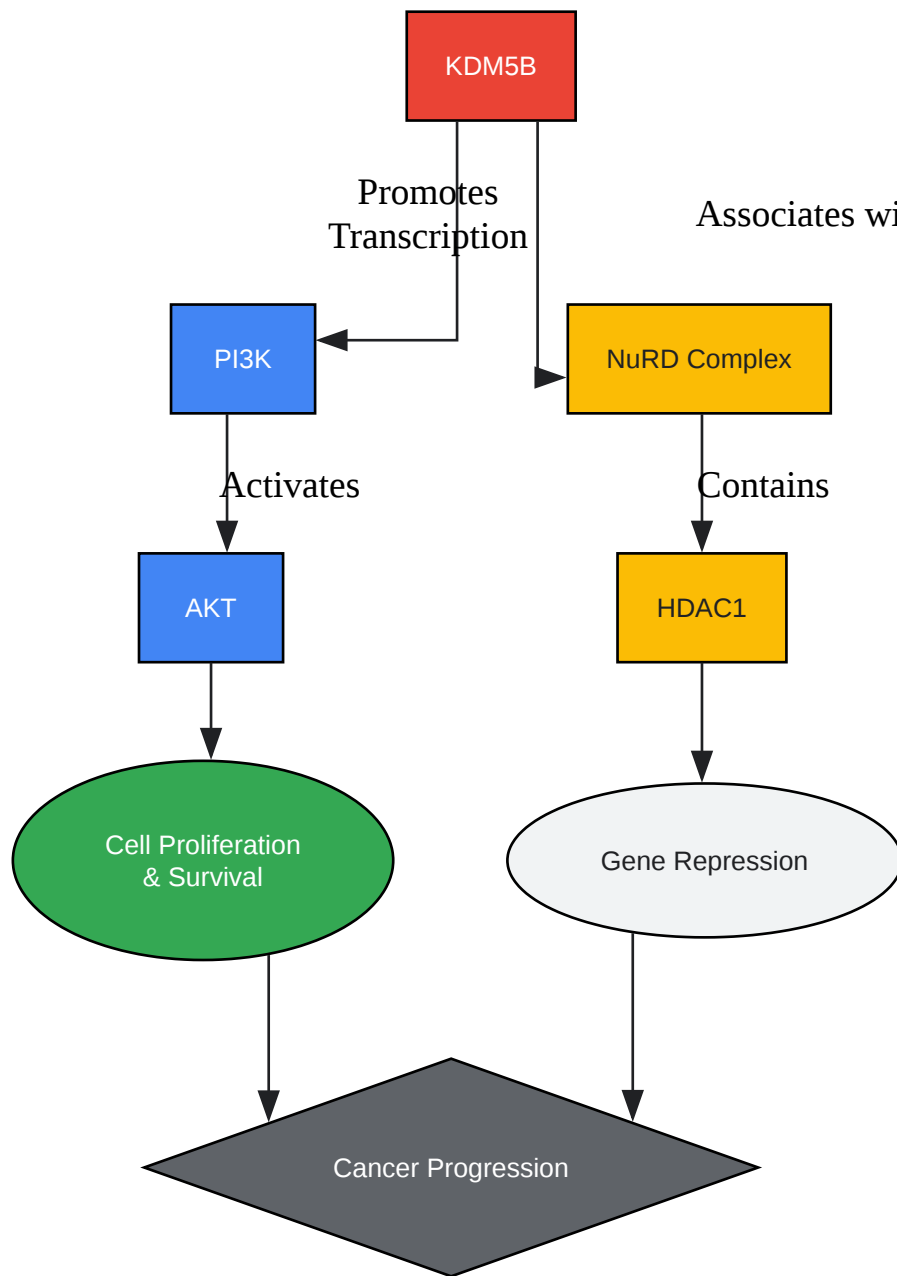 KDM5B
Promotes
Transcription
Associates wi
PI3K
NuRD Complex
Activates
Contains
AKT
HDAC1
Cell Proliferation
& Survival
Gene Repression
Cancer Progression